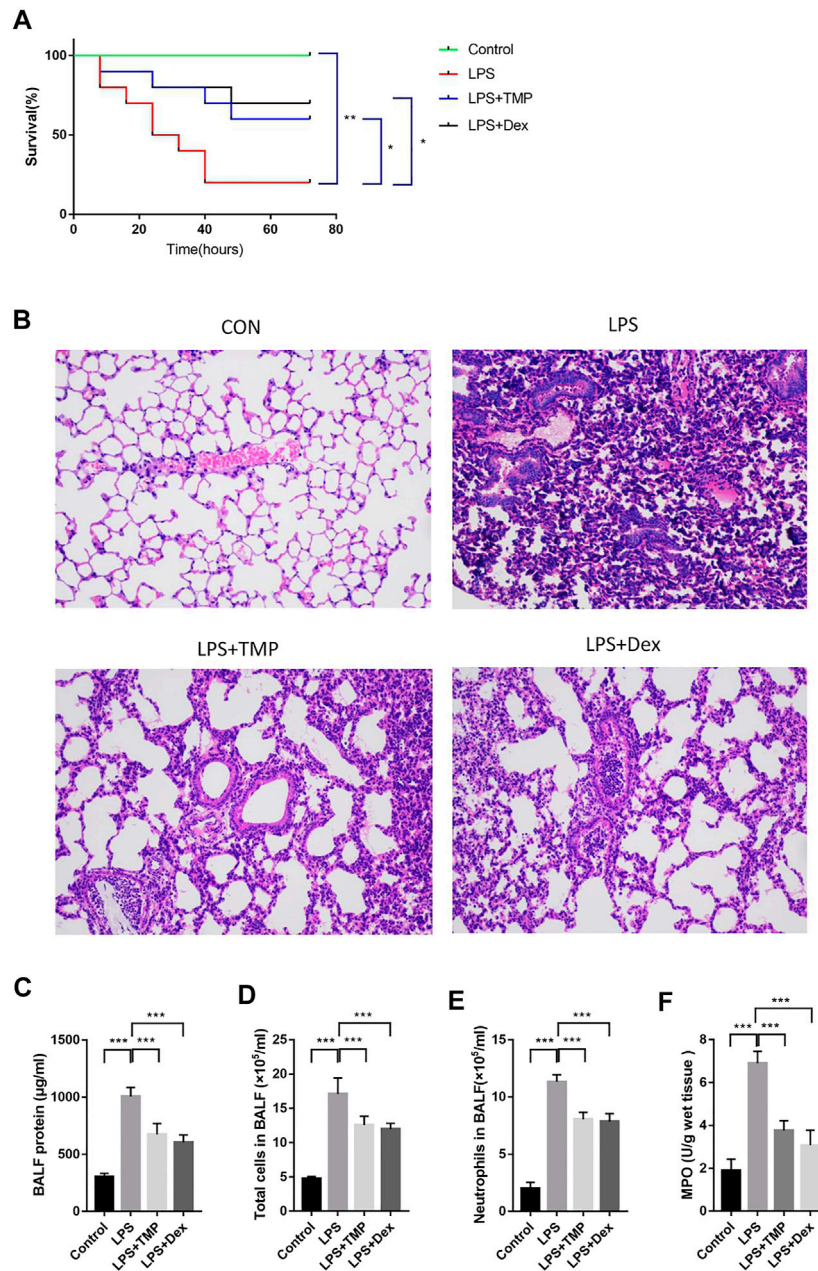 A
Survival(%)
100
50
0
0 20 40 60 80
Time(hours)
**
*
*
Control
LPS
LPS+TMP
LPS+Dex
B
CON
LPS
LPS+TMP
LPS+Dex
C
BALF protein (μg/ml)
1500
1000
500
0
***
***
***
Control
LPS
LPS+TMP
LPS+Dex
D
Total cells in BALF (×10⁵/ml)
25
20
15
10
5
0
***
***
***
Control
LPS
LPS+TMP
LPS+Dex
E
Neutrophils in BALF(×10⁵/ml)
15
10
5
0
***
***
***
Control
LPS
LPS+TMP
LPS+Dex
F
MPO (U/g wet tissue )
8
6
4
2
0
***
***
***
Control
LPS
LPS+TMP
LPS+Dex